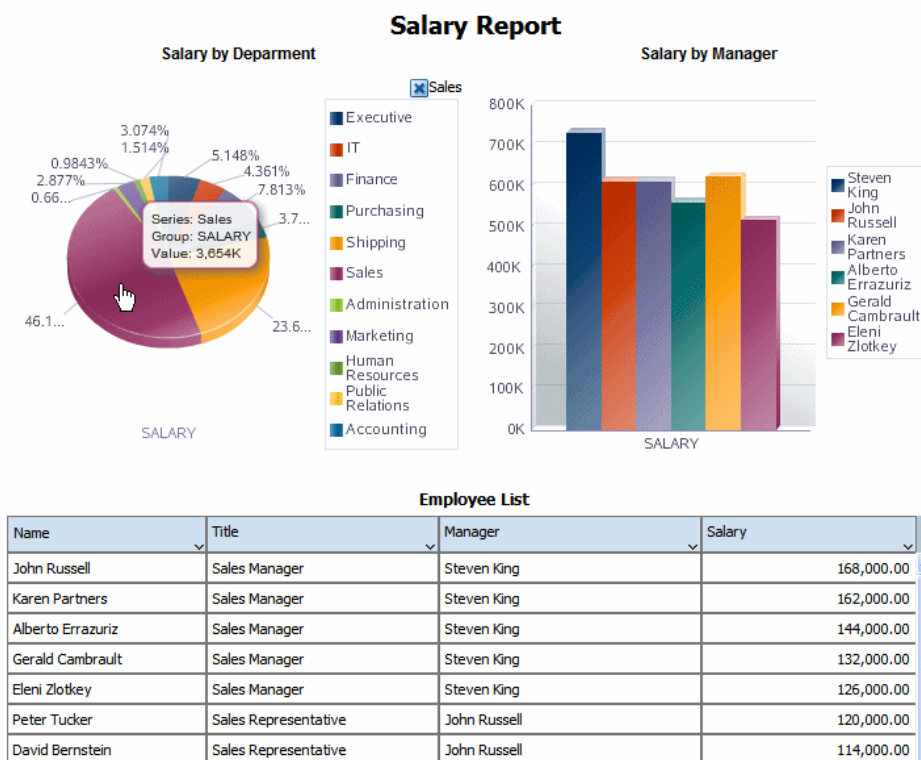 Salary Report
Salary by Deparment
Salary by Manager
Sales
3.074%
1.514%
0.9843%
2.877%
0.66...
5.148%
4.361%
7.813%
3.7...
46.1...
23.6...
Series: Sales
Group: SALARY
Value: 3,654K
SALARY
Executive
IT
Finance
Purchasing
Shipping
Sales
Administration
Marketing
Human
Resources
Public
Relations
Accounting
800K
700K
600K
500K
400K
300K
200K
100K
0K
SALARY
Steven
King
John
Russell
Karen
Partners
Alberto
Errazuriz
Gerald
Cambrault
Eleni
Zlotkey
Employee List
Name Title Manager Salary
John Russell Sales Manager Steven King 168,000.00
Karen Partners Sales Manager Steven King 162,000.00
Alberto Errazuriz Sales Manager Steven King 144,000.00
Gerald Cambrault Sales Manager Steven King 132,000.00
Eleni Zlotkey Sales Manager Steven King 126,000.00
Peter Tucker Sales Representative John Russell 120,000.00
David Bernstein Sales Representative John Russell 114,000.00